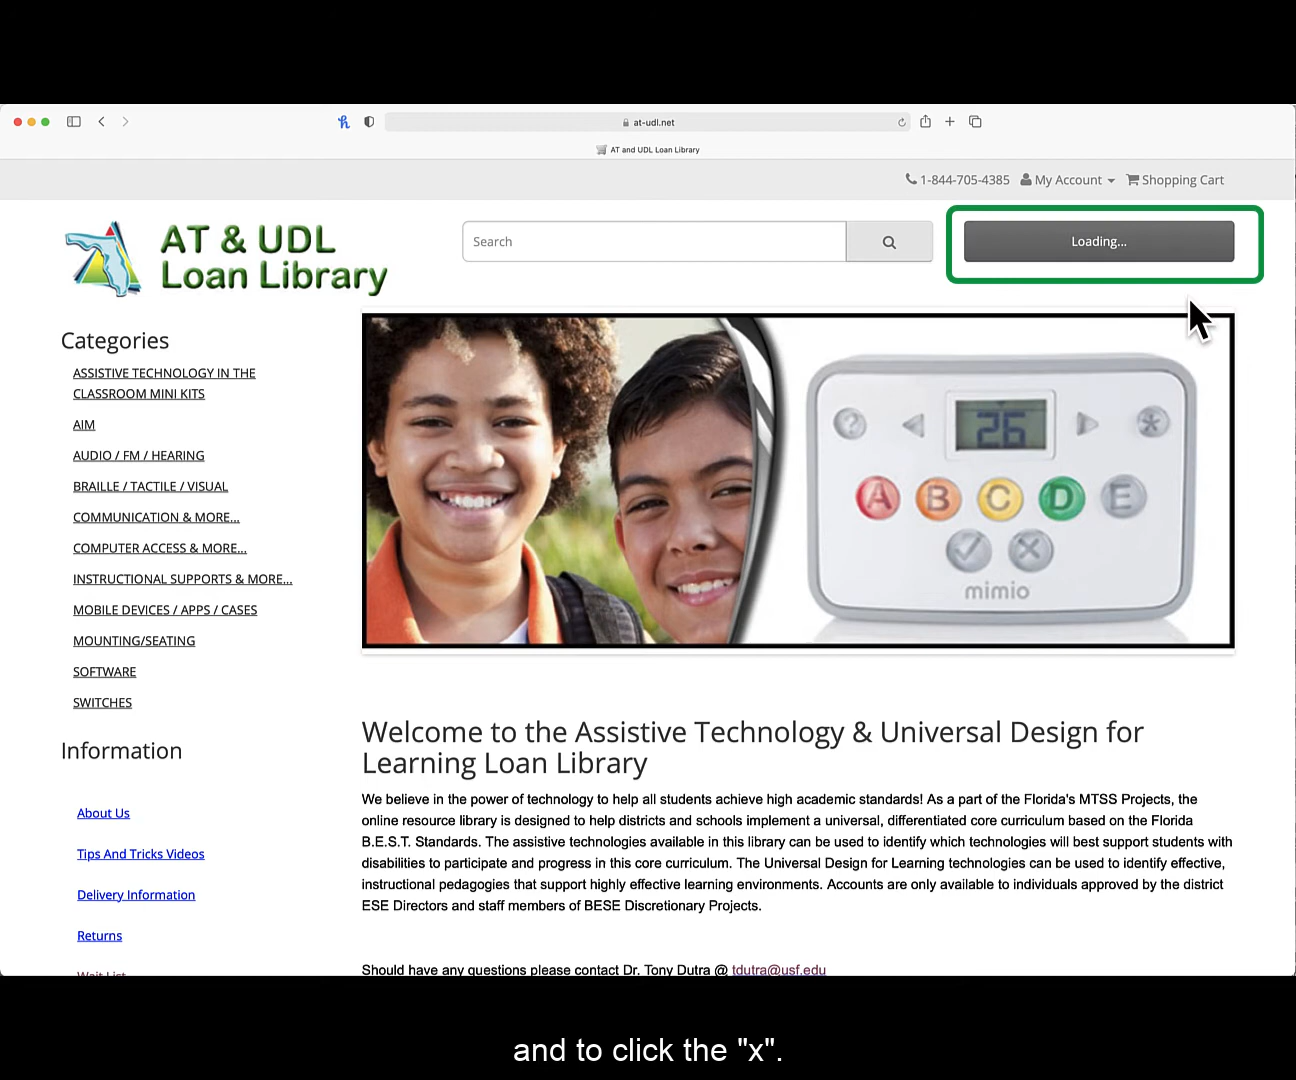 at-udl.net
AT and UDL Loan Library
1-844-705-4385 My Account Shopping Cart
AT & UDL
Loan Library
Search
Loading...
Categories
ASSISTIVE TECHNOLOGY IN THE
CLASSROOM MINI KITS
AIM
AUDIO / FM / HEARING
BRAILLE / TACTILE / VISUAL
COMMUNICATION & MORE...
COMPUTER ACCESS & MORE...
INSTRUCTIONAL SUPPORTS & MORE...
MOBILE DEVICES / APPS / CASES
MOUNTING/SEATING
SOFTWARE
SWITCHES
Information
About Us
Tips And Tricks Videos
Delivery Information
Returns
Wait List
? 26 *
A B C D E
mimio
Welcome to the Assistive Technology & Universal Design for
Learning Loan Library
We believe in the power of technology to help all students achieve high academic standards! As a part of the Florida's MTSS Projects, the
online resource library is designed to help districts and schools implement a universal, differentiated core curriculum based on the Florida
B.E.S.T. Standards. The assistive technologies available in this library can be used to identify which technologies will best support students with
disabilities to participate and progress in this core curriculum. The Universal Design for Learning technologies can be used to identify effective,
instructional pedagogies that support highly effective learning environments. Accounts are only available to individuals approved by the district
ESE Directors and staff members of BESE Discretionary Projects.
Should have any questions please contact Dr. Tony Dutra @ tdutra@usf.edu
and to click the "x".